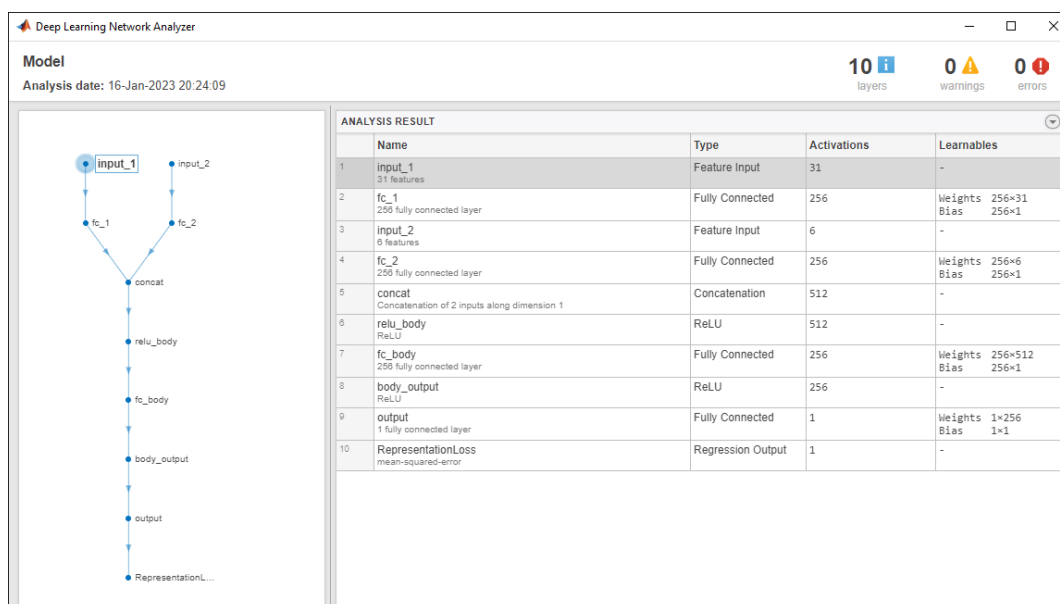 Deep Learning Network Analyzer
Model
Analysis date: 16-Jan-2023 20:24:09
10 i
layers
0
warnings
0
errors
input_1
input_2
fc_1
fc_2
concat
relu_body
fc_body
body_output
output
RepresentationL...
ANALYSIS RESULT
Name Type Activations Learnables
1 input_1 Feature Input 31 -
31 features
2 fc_1 Fully Connected 256 Weights 256×31
256 fully connected layer Bias 256×1
3 input_2 Feature Input 6 -
6 features
4 fc_2 Fully Connected 256 Weights 256×6
256 fully connected layer Bias 256×1
5 concat Concatenation 512 -
Concatenation of 2 inputs along dimension 1
6 relu_body ReLU 512 -
ReLU
7 fc_body Fully Connected 256 Weights 256×512
256 fully connected layer Bias 256×1
8 body_output ReLU 256 -
ReLU
9 output Fully Connected 1 Weights 1×256
1 fully connected layer Bias 1×1
10 RepresentationLoss Regression Output 1 -
mean-squared-error